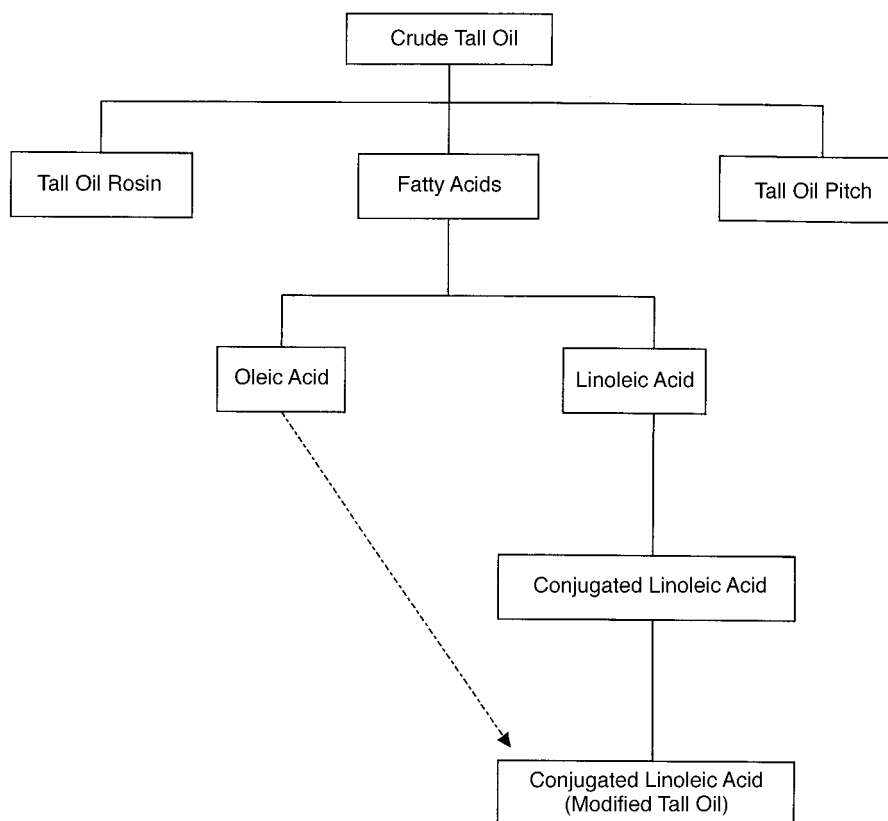 Crude Tall Oil
Tall Oil Rosin
Fatty Acids
Tall Oil Pitch
Oleic Acid
Linoleic Acid
Conjugated Linoleic Acid
Conjugated Linoleic Acid
(Modified Tall Oil)